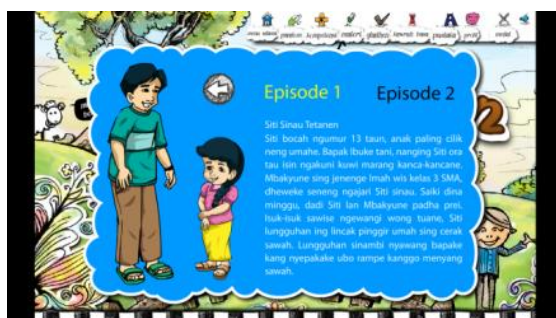 materi
Episode 1 Episode 2
Siti Sinau Tetanen
Siti bocah ngumur 13 taun, anak paling cilik
neng umahe. Bapak Ibuke tani, nanging Siti ora
tau isin ngakuni kuwi marang kanca-kancane.
Mbakyune sing jenenge Imah wis kelas 3 SMA,
dheweke seneng ngajari Siti sinau. Saiki dina
minggu, dadi Siti lan Mbakyune padha prei.
Isuk-isuk sawise ngewangi wong tuane, Siti
lungguhan ing lincak pinggir umah sing cerak
sawah. Lungguhan sinambi nyawang bapake
kang nyepakake ubo rampe kanggo menyang
sawah.